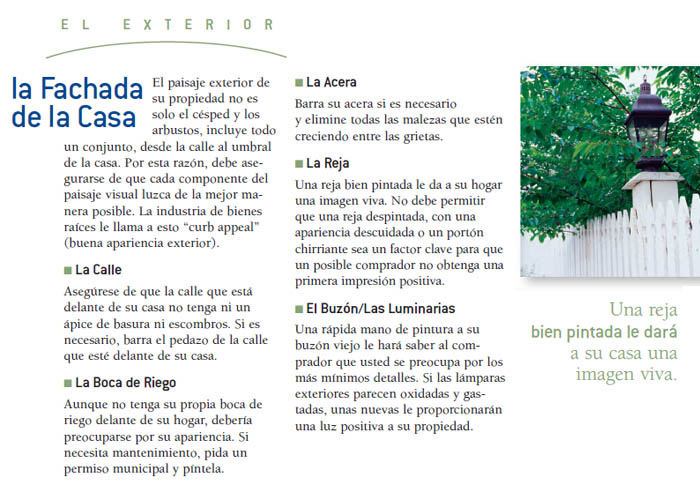 EL EXTERIOR
la Fachada
de la Casa
El paisaje exterior de
su propiedad no es
solo el césped y los
arbustos, incluye todo
un conjunto, desde la calle al umbral
de la casa. Por esta razón, debe ase-
gurarse de que cada componente del
paisaje visual luzca de la mejor ma-
nera posible. La industria de bienes
raíces le llama a esto “curb appeal”
(buena apariencia exterior).
La Calle
Asegúrese de que la calle que está
delante de su casa no tenga ni un
ápice de basura ni escombros. Si es
necesario, barra el pedazo de la calle
que esté delante de su casa.
La Boca de Riego
Aunque no tenga su propia boca de
riego delante de su hogar, debería
preocuparse por su apariencia. Si
necesita mantenimiento, pida un
permiso municipal y píntela.
La Acera
Barra su acera si es necesario
y elimine todas las malezas que estén
creciendo entre las grietas.
La Reja
Una reja bien pintada le da a su hogar
una imagen viva. No debe permitir
que una reja despintada, con una
apariencia descuidada o un portón
chirriante sea un factor clave para que
un posible comprador no obtenga una
primera impresión positiva.
El Buzón/Las Luminarias
Una rápida mano de pintura a su
buzón viejo le hará saber al com-
prador que usted se preocupa por los
más mínimos detalles. Si las lámparas
exteriores parecen oxidadas y gas-
tadas, unas nuevas le proporcionarán
una luz positiva a su propiedad.
Una reja
bien pintada le dará
a su casa una
imagen viva.